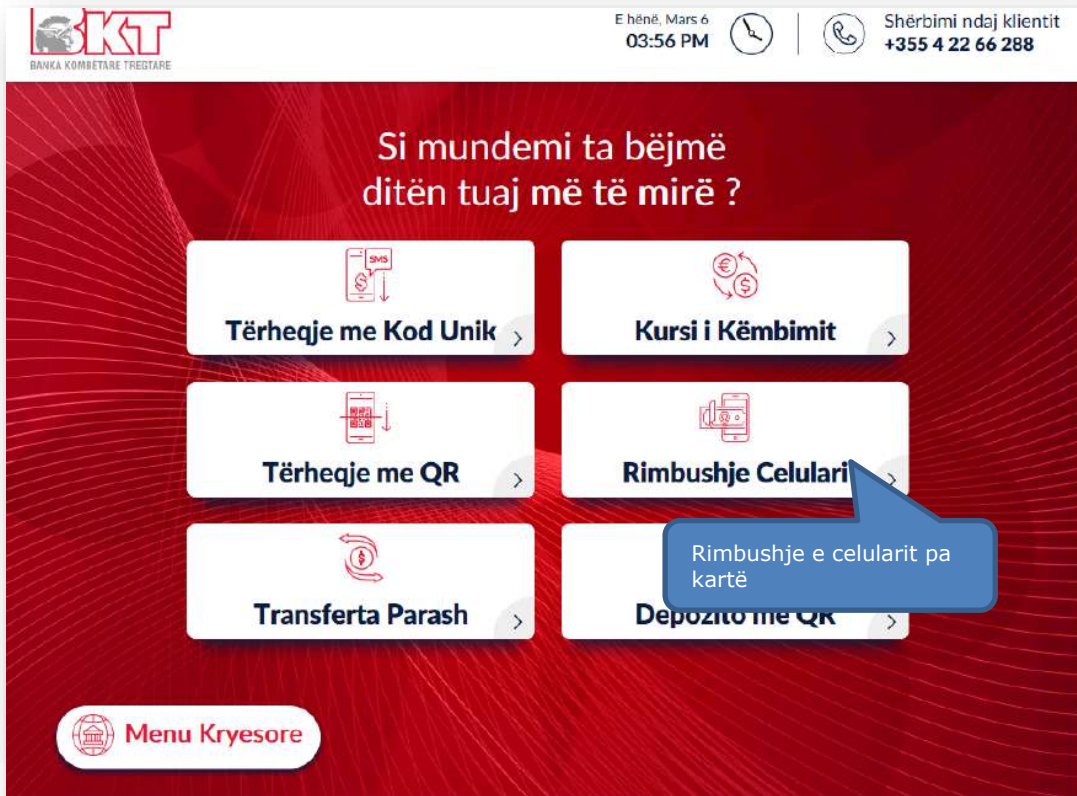 BKT
BANKA KOMBËTARE TREGTARE
E hënë, Mars 6
03:56 PM
Shërbimi ndaj klientit
+355 4 22 66 288
Si mundemi ta bëjmë
ditën tuaj më të mirë ?
SMS
Tërheqje me Kod Unik
Kursi i Këmbimit
Tërheqje me QR
Rimbushje Celulari
Rimbushje e celularit pa
kartë
Transferta Parash
Depozito me QR
Menu Kryesore